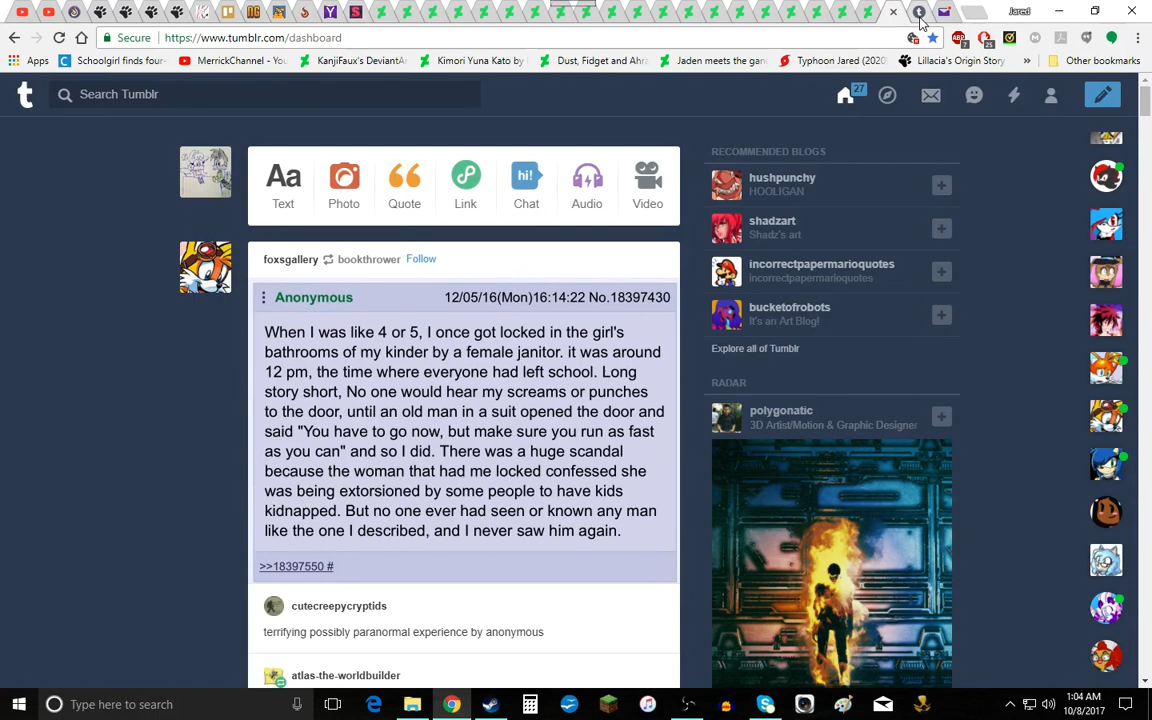 Jared
Secure
https://www.tumblr.com/dashboard
7
25
Apps
Schoolgirl finds four-
MerrickChannel - You
KanjiFaux's DeviantAr
Kimori Yuna Kato by
Dust, Fidget and Ahra
Jaden meets the gan
Typhoon Jared (2020)
Lillacia's Origin Story
»
Other bookmarks
t
Search Tumblr
27
Aa
hi!
Text
Photo
Quote
Link
Chat
Audio
Video
foxsgallery bookthrower Follow
Anonymous 12/05/16(Mon)16:14:22 No.18397430
When I was like 4 or 5, I once got locked in the girl's
bathrooms of my kinder by a female janitor. it was around
12 pm, the time where everyone had left school. Long
story short, No one would hear my screams or punches
to the door, until an old man in a suit opened the door and
said "You have to go now, but make sure you run as fast
as you can" and so I did. There was a huge scandal
because the woman that had me locked confessed she
was being extorsioned by some people to have kids
kidnapped. But no one ever had seen or known any man
like the one I described, and I never saw him again.
>>18397550 #
cutecreepycryptids
terrifying possibly paranormal experience by anonymous
atlas-the-worldbuilder
RECOMMENDED BLOGS
hushpunchy
HOOLIGAN
shadzart
Shadz's art
incorrectpapermarioquotes
incorrectpapermarioquotes
bucketofrobots
It's an Art Blog!
Explore all of Tumblr
RADAR
polygonatic
3D Artist/Motion & Graphic Designer
Type here to search
1:04 AM
10/8/2017